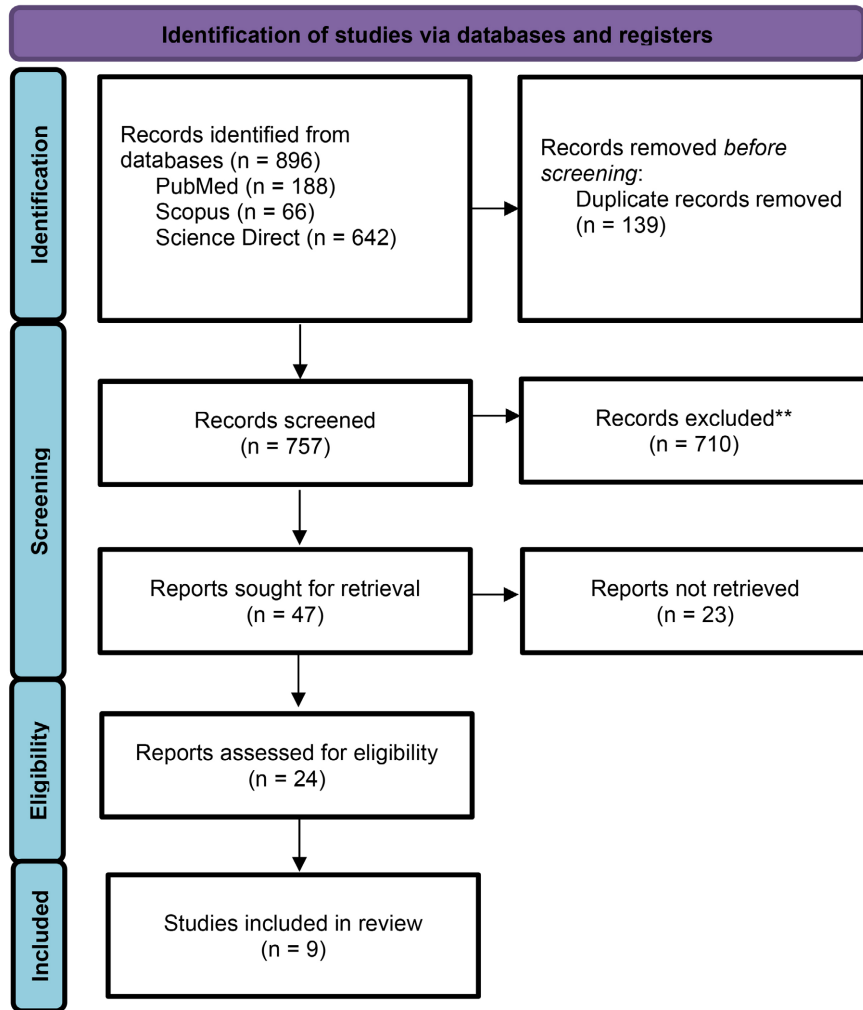 Identification of studies via databases and registers
Identification
Records identified from
databases (n = 896)
PubMed (n = 188)
Scopus (n = 66)
Science Direct (n = 642)
Records removed before
screening:
Duplicate records removed
(n = 139)
Screening
Records screened
(n = 757)
Records excluded**
(n = 710)
Reports sought for retrieval
(n = 47)
Reports not retrieved
(n = 23)
Eligibility
Reports assessed for eligibility
(n = 24)
Included
Studies included in review
(n = 9)